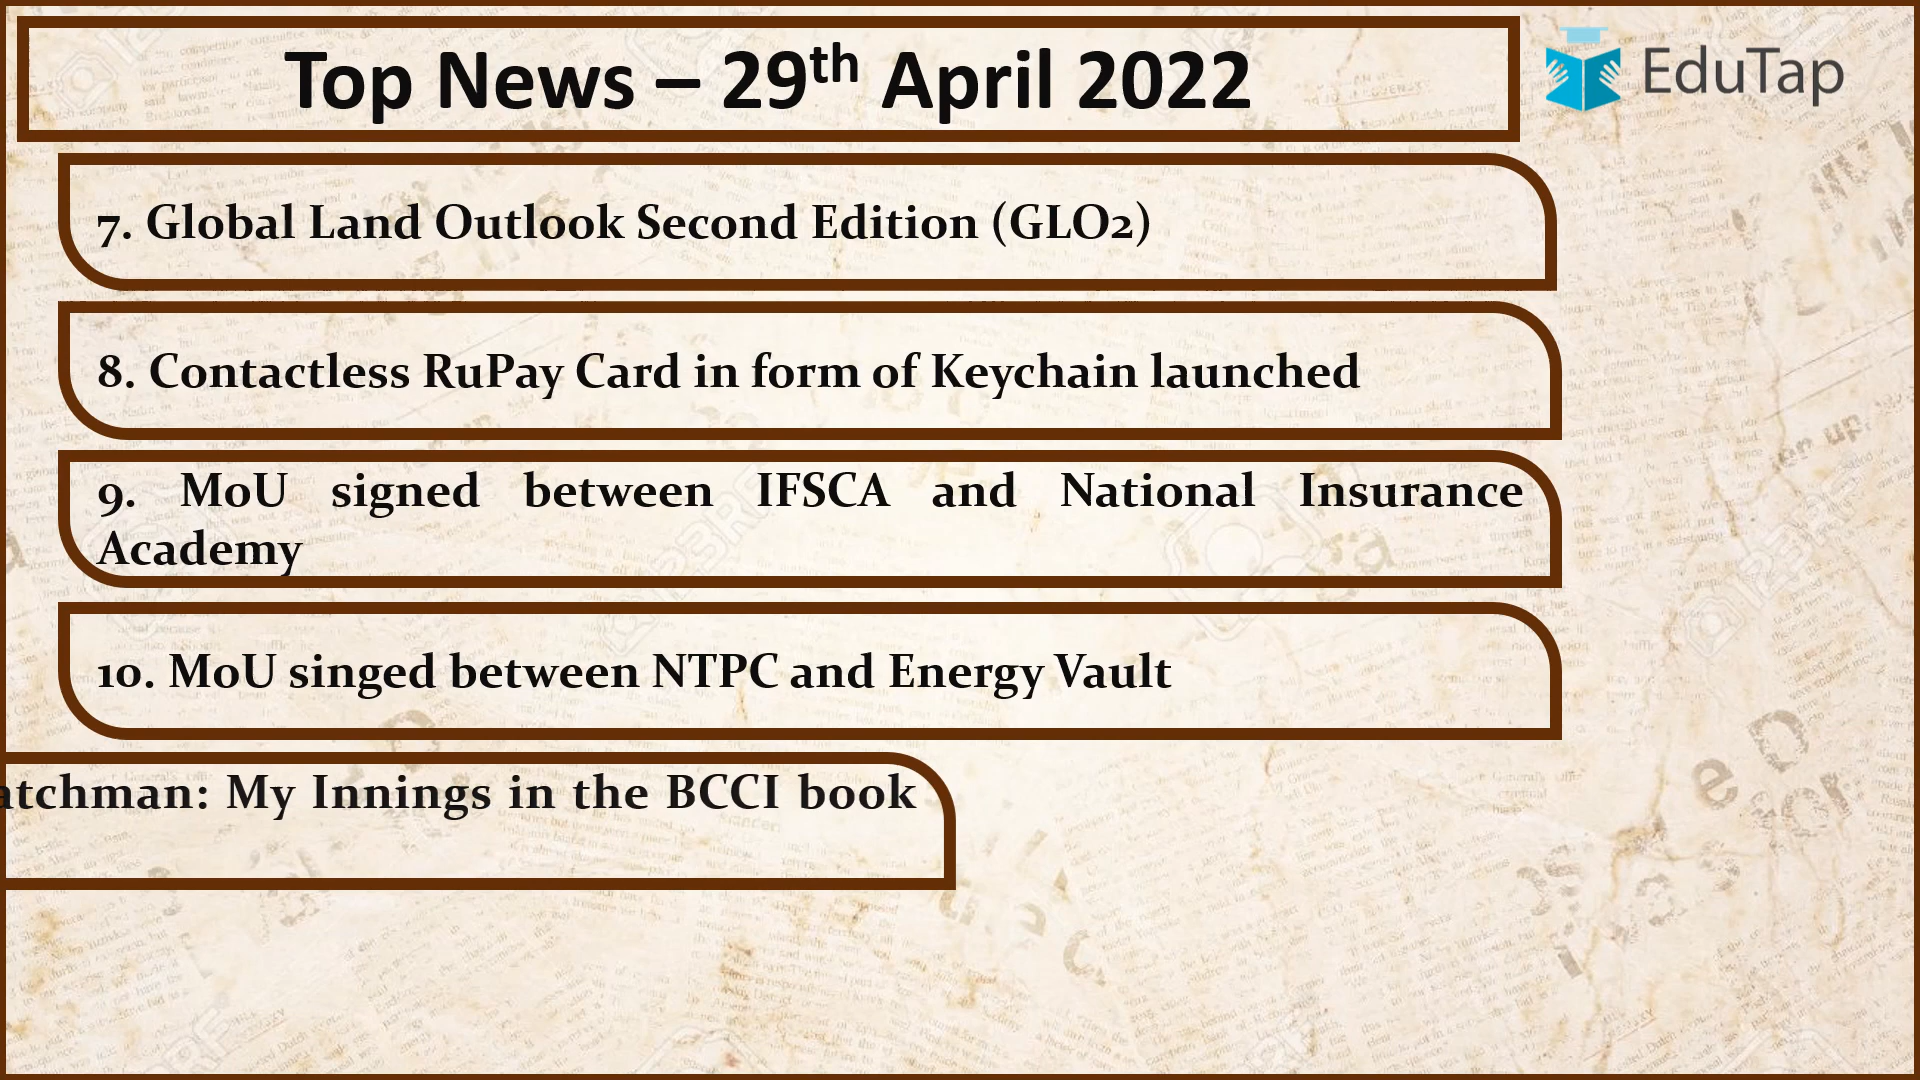 Top News – 29th April 2022
EduTap
7. Global Land Outlook Second Edition (GLO2)
8. Contactless RuPay Card in form of Keychain launched
9. MoU signed between IFSCA and National Insurance
Academy
10. MoU singed between NTPC and Energy Vault
atchman: My Innings in the BCCI book